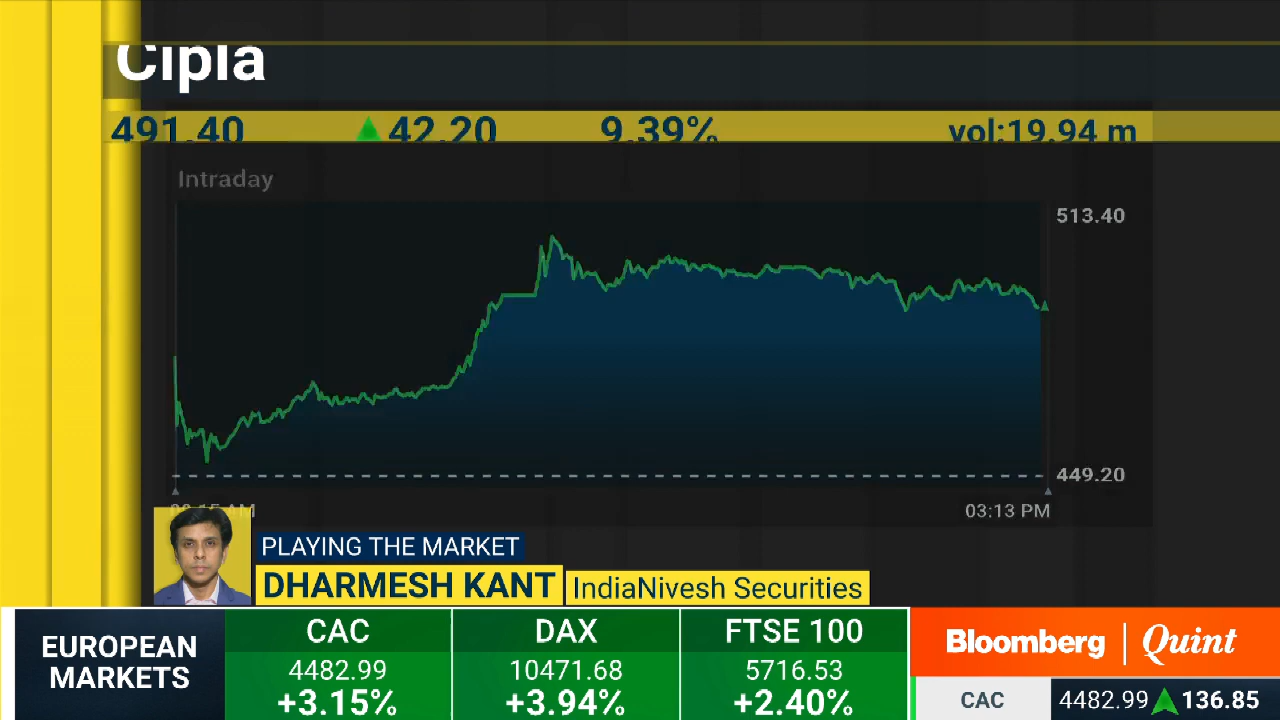 Cipla
491.40 42.20 9.39% vol:19.94 m
Intraday
513.40
449.20
03:13 PM
PLAYING THE MARKET
DHARMESH KANT IndiaNivesh Securities
EUROPEAN MARKETS
CAC
4482.99
+3.15%
DAX
10471.68
+3.94%
FTSE 100
5716.53
+2.40%
Bloomberg | Quint
CAC 4482.99 136.85